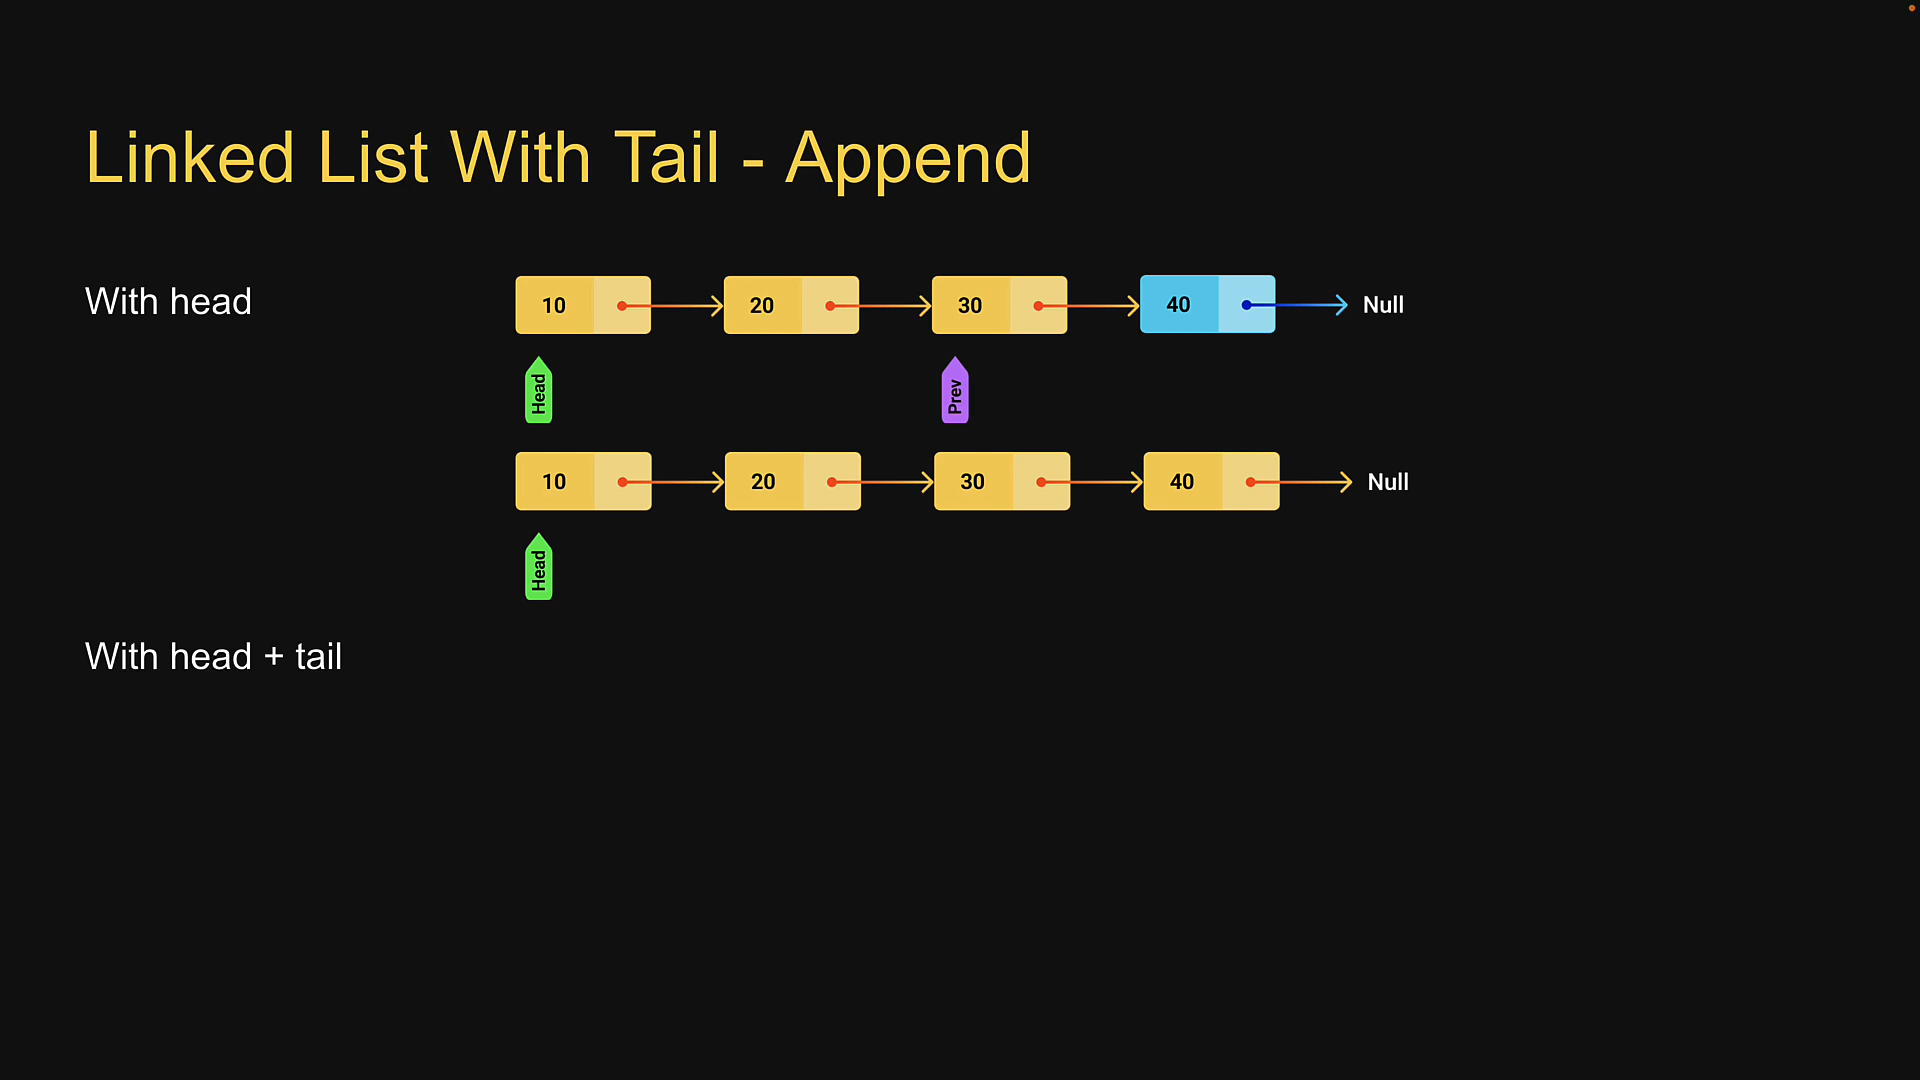 Linked List With Tail - Append
With head
10 20 30 40 Null
Head Prev
10 20 30 40 Null
Head
With head + tail